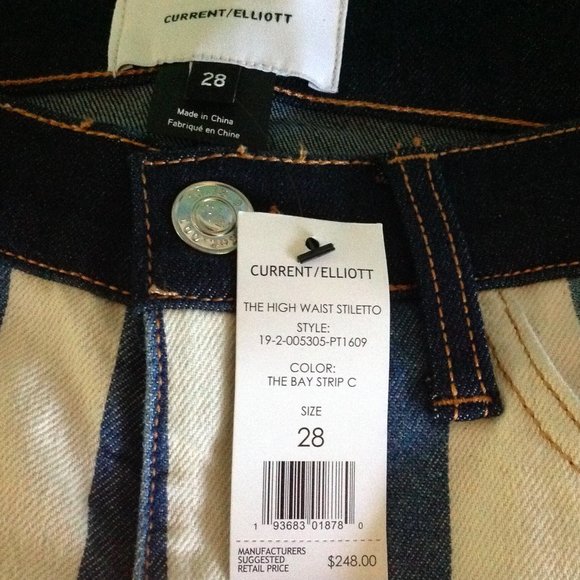 CURRENT/ELLIOTT
28
Made in China
Fabriqué en Chine
CURRENT/ELLIOTT
THE HIGH WAIST STILETTO
STYLE:
19-2-005305-PT1609
COLOR:
THE BAY STRIP C
SIZE
28
1 93683 01878 0
MANUFACTURERS
SUGGESTED
RETAIL PRICE
$248.00